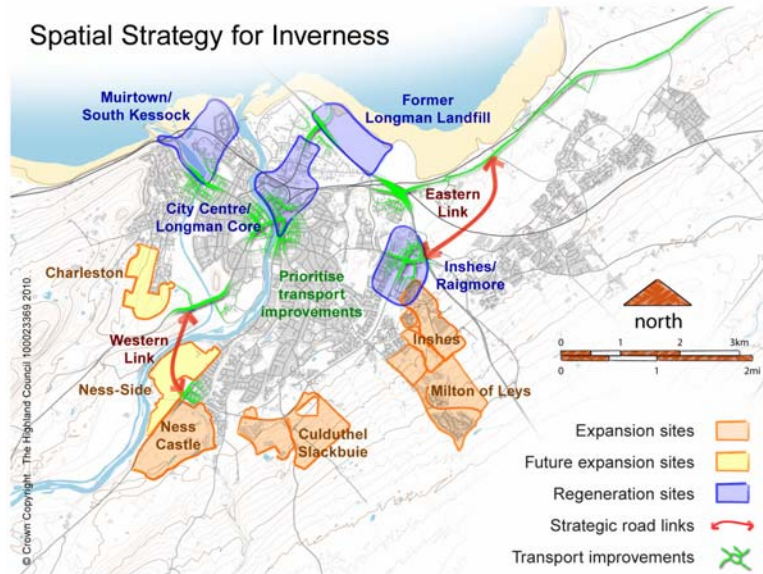 Spatial Strategy for Inverness
Muirtown/
South Kessock
Former
Longman Landfill
City Centre/
Longman Core
Eastern
Link
Charleston
Prioritise
transport
improvements
Inshes/
Raigmore
Western
Link
Inshes
Ness-Side
Milton of Leys
Ness
Castle
Culduthel
Slackbuie
north
0 1 2 3km
0 1 2mi
Expansion sites
Future expansion sites
Regeneration sites
Strategic road links
Transport improvements
© Crown Copyright. The Highland Council 100023369 2010.